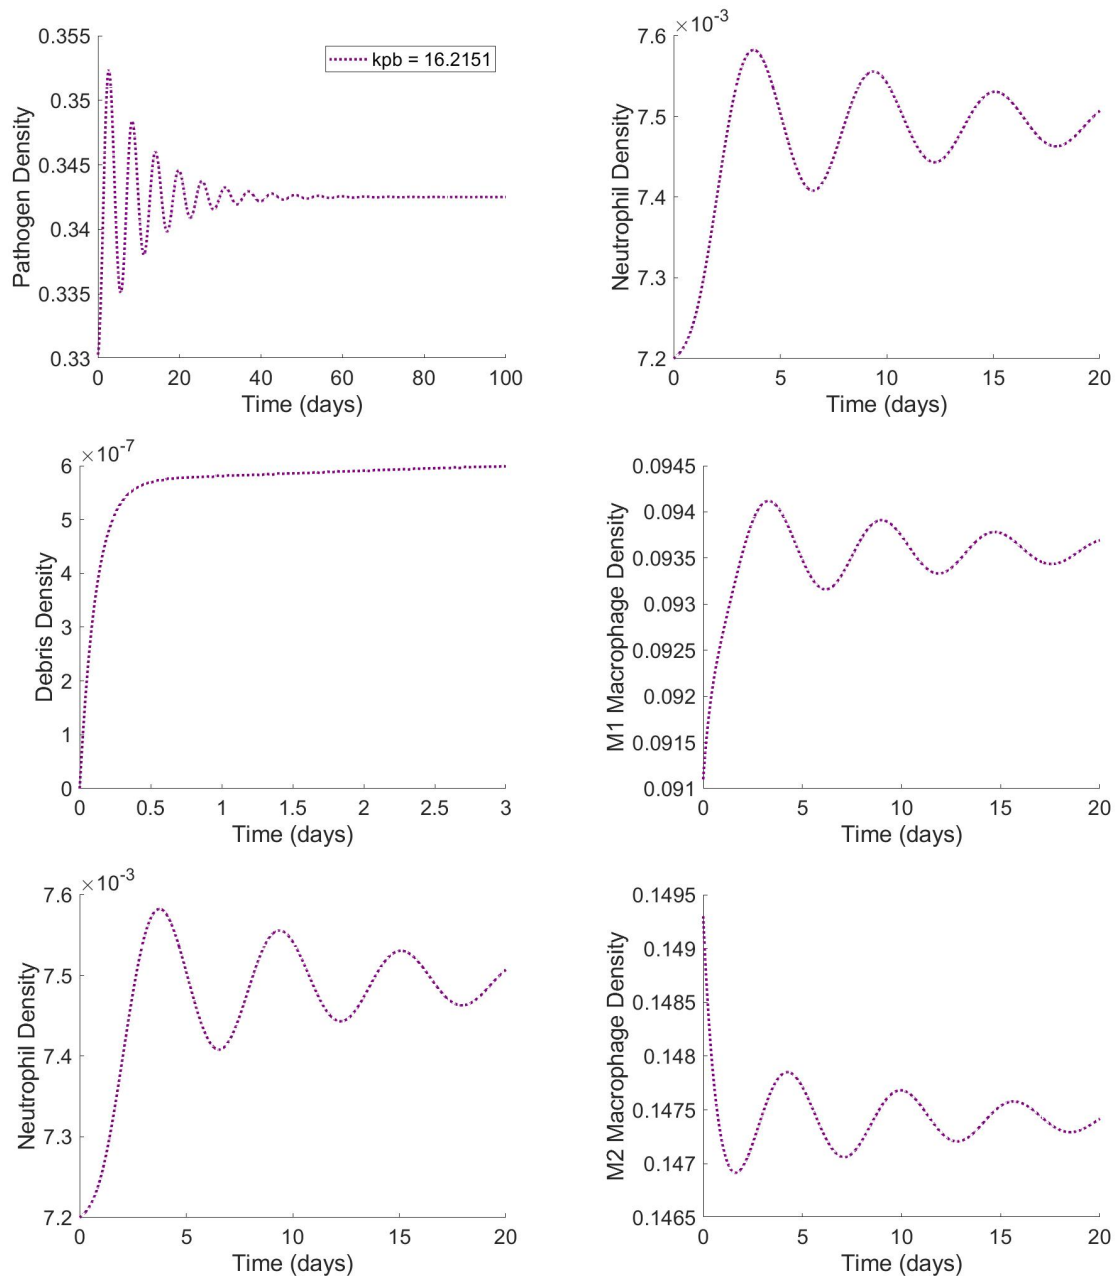 0.355
0.35
0.345
0.34
0.335
0.33
Pathogen Density
kpb = 16.2151
0 20 40 60 80 100
Time (days)
×10-3
7.6
7.5
7.4
7.3
7.2
Neutrophil Density
0 5 10 15 20
Time (days)
×10-7
6
5
4
3
2
1
0
Debris Density
0 0.5 1 1.5 2 2.5 3
Time (days)
0.0945
0.094
0.0935
0.093
0.0925
0.092
0.0915
0.091
M1 Macrophage Density
0 5 10 15 20
Time (days)
×10-3
7.6
7.5
7.4
7.3
7.2
Neutrophil Density
0 5 10 15 20
Time (days)
0.1495
0.149
0.1485
0.148
0.1475
0.147
0.1465
M2 Macrophage Density
0 5 10 15 20
Time (days)